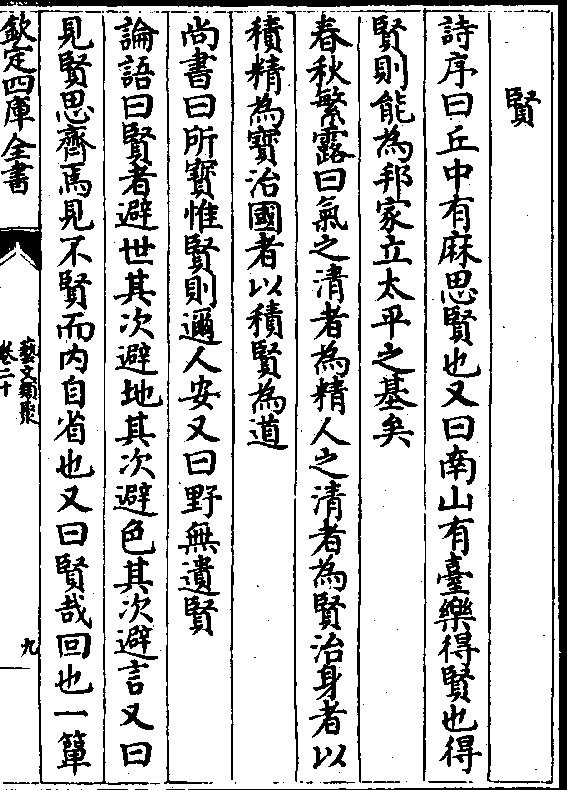 賢
詩序曰丘中有麻思賢也又曰南山有臺樂得賢也得
賢則能為邦家立太平之基矣
春秋繁露曰氣之清者為精人之清者為賢治身者以
積精為寳治國者以積賢為道
尚書曰所寳惟賢則邇人安又曰野無遺賢
論語曰賢者避世其次避地其次避色其次避言又曰
見賢思齊焉見不賢而内自省也又曰賢哉回也一簞
欽定四庫全書
藝文類聚
卷二十
九